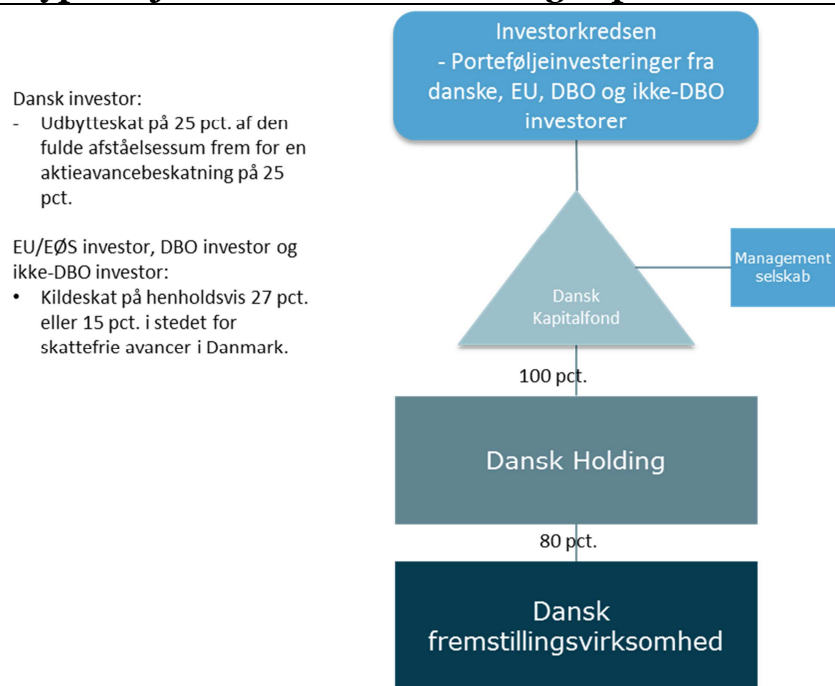 Dansk investor:
- Udbytteskat på 25 pct. af den
fulde afståelsessum frem for en
aktieavancebeskatning på 25
pct.
EU/EØS investor, DBO investor og
ikke-DBO investor:
• Kildeskat på henholdsvis 27 pct.
eller 15 pct. i stedet for
skattefrie avancer i Danmark.
Investorkredsen
- Porteføljeinvesteringer fra
danske, EU, DBO og ikke-DBO
investorer
Management
selskab
Dansk
Kapitalfond
100 pct.
Dansk Holding
80 pct.
Dansk
fremstillingsvirksomhed